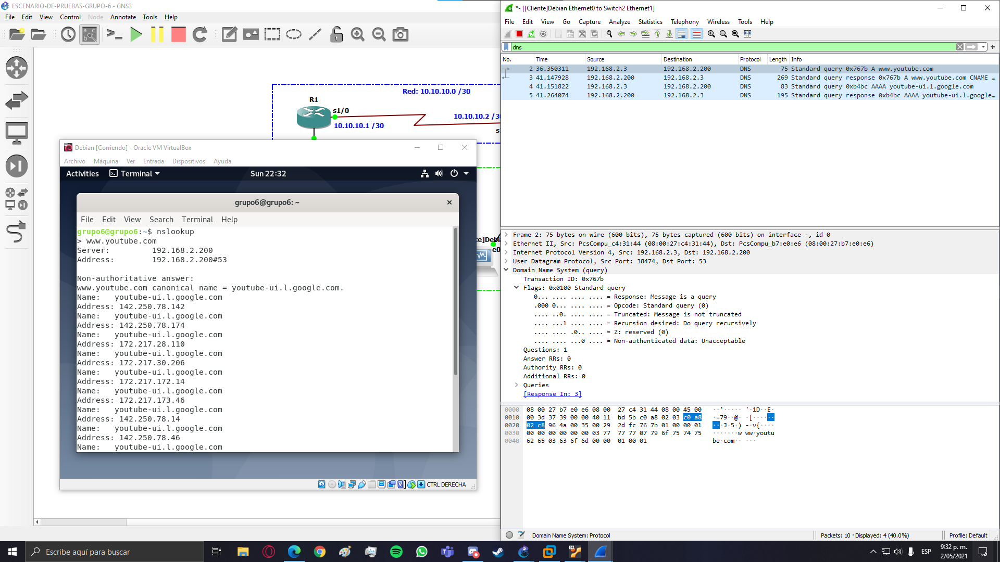 ESCENARIO-DE-PRUEBAS-GRUPO-6 - GNS3
File Edit View Control Node Annotate Tools Help
Red: 10.10.10.0 /30
R1
s1/0
10.10.10.2 /30
10.10.10.1 /30
s
Debian [Corriendo] - Oracle VM VirtualBox
Archivo Máquina Ver Entrada Dispositivos Ayuda
Activities Terminal Sun 22:32
grupo6@grupo6: ~
File Edit View Search Terminal Help
grupo6@grupo6:~$ nslookup
> www.youtube.com
Server: 192.168.2.200
Address: 192.168.2.200#53
Non-authoritative answer:
www.youtube.com canonical name = youtube-ui.l.google.com.
Name: youtube-ui.l.google.com
Address: 142.250.78.142
Name: youtube-ui.l.google.com
Address: 142.250.78.174
Name: youtube-ui.l.google.com
Address: 172.217.28.110
Name: youtube-ui.l.google.com
Address: 172.217.30.206
Name: youtube-ui.l.google.com
Address: 172.217.172.14
Name: youtube-ui.l.google.com
Address: 172.217.173.46
Name: youtube-ui.l.google.com
Address: 142.250.78.14
Name: youtube-ui.l.google.com
Address: 142.250.78.46
Name: youtube-ui.l.google.com
CTRL DERECHA
te]Debi
e0
*- [[Cliente]Debian Ethernet0 to Switch2 Ethernet1]
File Edit View Go Capture Analyze Statistics Telephony Wireless Tools Help
dns
No. Time Source Destination Protocol Length Info
2 36.350311 192.168.2.3 192.168.2.200 DNS 75 Standard query 0x767b A www.youtube.com
3 41.147928 192.168.2.200 192.168.2.3 DNS 269 Standard query response 0x767b A www.youtube.com CNAME …
4 41.151822 192.168.2.3 192.168.2.200 DNS 83 Standard query 0xb4bc AAAA youtube-ui.l.google.com
5 41.264074 192.168.2.200 192.168.2.3 DNS 195 Standard query response 0xb4bc AAAA youtube-ui.l.google…
Frame 2: 75 bytes on wire (600 bits), 75 bytes captured (600 bits) on interface -, id 0
Ethernet II, Src: PcsCompu_c4:31:44 (08:00:27:c4:31:44), Dst: PcsCompu_b7:e0:e6 (08:00:27:b7:e0:e6)
Internet Protocol Version 4, Src: 192.168.2.3, Dst: 192.168.2.200
User Datagram Protocol, Src Port: 38474, Dst Port: 53
Domain Name System (query)
Transaction ID: 0x767b
Flags: 0x0100 Standard query
0... .... .... .... = Response: Message is a query
.000 0... .... .... = Opcode: Standard query (0)
.... ..0. .... .... = Truncated: Message is not truncated
.... ...1 .... .... = Recursion desired: Do query recursively
.... .... .0.. .... = Z: reserved (0)
.... .... ...0 .... = Non-authenticated data: Unacceptable
Questions: 1
Answer RRs: 0
Authority RRs: 0
Additional RRs: 0
Queries
[Response In: 3]
0000 08 00 27 b7 e0 e6 08 00 27 c4 31 44 08 00 45 00 ··'····· '·1D··E·
0010 00 3d 37 39 00 00 40 11 bd 5b c0 a8 02 03 c0 a8 ·=79··@· ·[······
0020 02 c8 96 4a 00 35 00 29 2d fc 76 7b 01 00 00 01 ···J·5·) -·v{····
0030 00 00 00 00 00 00 03 77 77 77 07 79 6f 75 74 75 ·······w ww·youtu
0040 62 65 03 63 6f 6d 00 00 01 00 01 be·com·· ···
Domain Name System: Protocol Packets: 10 · Displayed: 4 (40.0%) Profile: Default
Escribe aquí para buscar
ESP
9:32 p. m.
2/05/2021